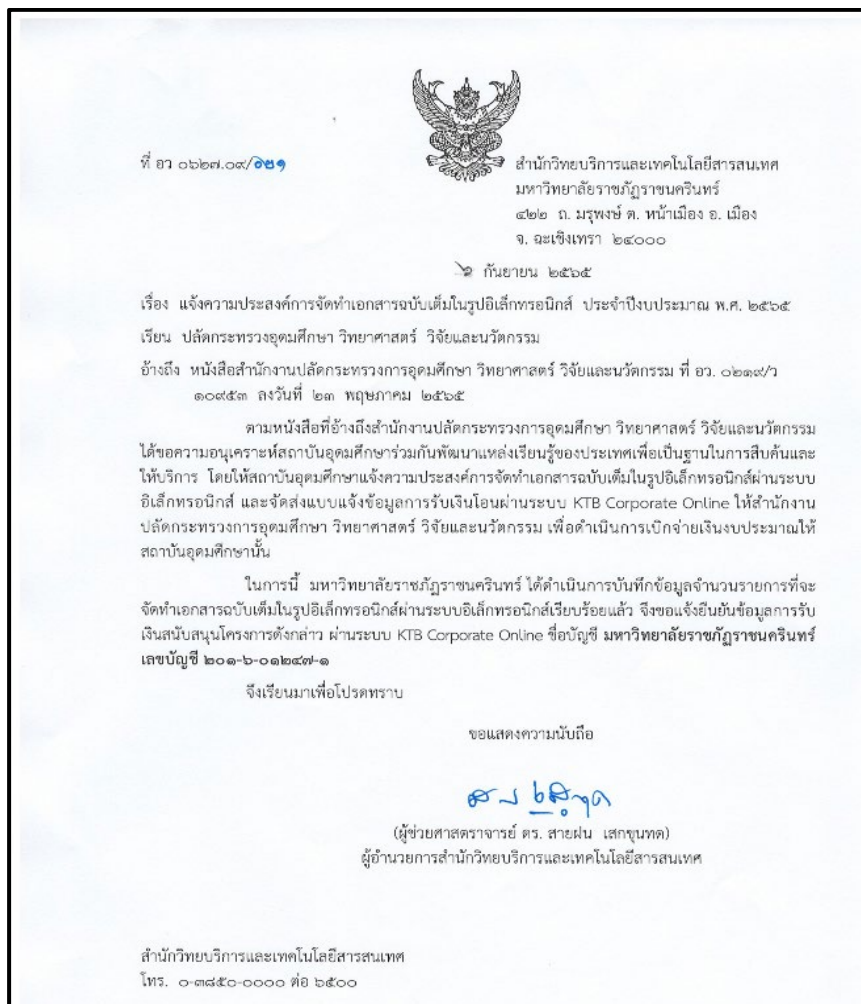 ที่ อว ๐๖๒๗.๐๙/๖๒๑
สำนักวิทยบริการและเทคโนโลยีสารสนเทศ
มหาวิทยาลัยราชภัฏราชนครินทร์
๔๒๒ ถ. มรุพงษ์ ต. หน้าเมือง อ. เมือง
จ. ฉะเชิงเทรา ๒๔๐๐๐
กันยายน ๒๕๖๕
เรื่อง แจ้งความประสงค์การจัดทำเอกสารฉบับเต็มในรูปอิเล็กทรอนิกส์ ประจำปีงบประมาณ พ.ศ. ๒๕๖๕
เรียน ปลัดกระทรวงอุดมศึกษา วิทยาศาสตร์ วิจัยและนวัตกรรม
อ้างถึง หนังสือสำนักงานปลัดกระทรวงการอุดมศึกษา วิทยาศาสตร์ วิจัยและนวัตกรรม ที่ อว. ๐๒๑๙/ว
๑๐๙๕๓ ลงวันที่ ๒๓ พฤษภาคม ๒๕๖๕
ตามหนังสือที่อ้างถึงสำนักงานปลัดกระทรวงการอุดมศึกษา วิทยาศาสตร์ วิจัยและนวัตกรรม
ได้ขอความอนุเคราะห์สถาบันอุดมศึกษาร่วมกันพัฒนาแหล่งเรียนรู้ของประเทศเพื่อเป็นฐานในการสืบค้นและ
ให้บริการ โดยให้สถาบันอุดมศึกษาแจ้งความประสงค์การจัดทำเอกสารฉบับเต็มในรูปอิเล็กทรอนิกส์ผ่านระบบ
อิเล็กทรอนิกส์ และจัดส่งแบบแจ้งข้อมูลการรับเงินโอนผ่านระบบ KTB Corporate Online ให้สำนักงาน
ปลัดกระทรวงการอุดมศึกษา วิทยาศาสตร์ วิจัยและนวัตกรรม เพื่อดำเนินการเบิกจ่ายเงินงบประมาณให้
สถาบันอุดมศึกษานั้น
ในการนี้ มหาวิทยาลัยราชภัฏราชนครินทร์ ได้ดำเนินการบันทึกข้อมูลจำนวนรายการที่จะ
จัดทำเอกสารฉบับเต็มในรูปอิเล็กทรอนิกส์ผ่านระบบอิเล็กทรอนิกส์เรียบร้อยแล้ว จึงขอแจ้งยืนยันข้อมูลการรับ
เงินสนับสนุนโครงการดังกล่าว ผ่านระบบ KTB Corporate Online ชื่อบัญชี มหาวิทยาลัยราชภัฏราชนครินทร์
เลขบัญชี ๒๐๑-๖-๐๑๒๔๗-๑
จึงเรียนมาเพื่อโปรดทราบ
ขอแสดงความนับถือ
(ผู้ช่วยศาสตราจารย์ ดร. สายฝน เสกขุนทด)
ผู้อำนวยการสำนักวิทยบริการและเทคโนโลยีสารสนเทศ
สำนักวิทยบริการและเทคโนโลยีสารสนเทศ
โทร. ๐-๓๘๕๐-๐๐๐๐ ต่อ ๖๕๐๐